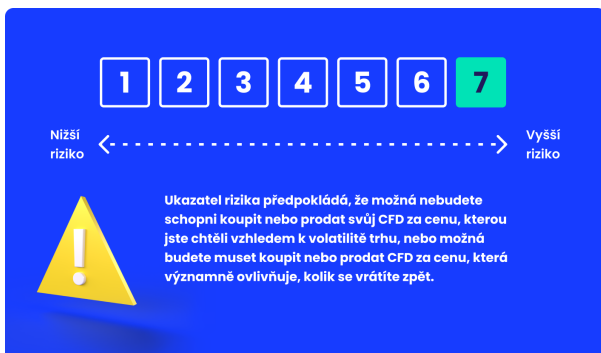 1 2 3 4 5 6 7
Nižší
riziko
Vyšší
riziko
Ukazatel rizika předpokládá, že možná nebudete
schopni koupit nebo prodat svůj CFD za cenu, kterou
jste chtěli vzhledem k volatilitě trhu, nebo možná
budete muset koupit nebo prodat CFD za cenu, která
významně ovlivňuje, kolik se vrátíte zpět.